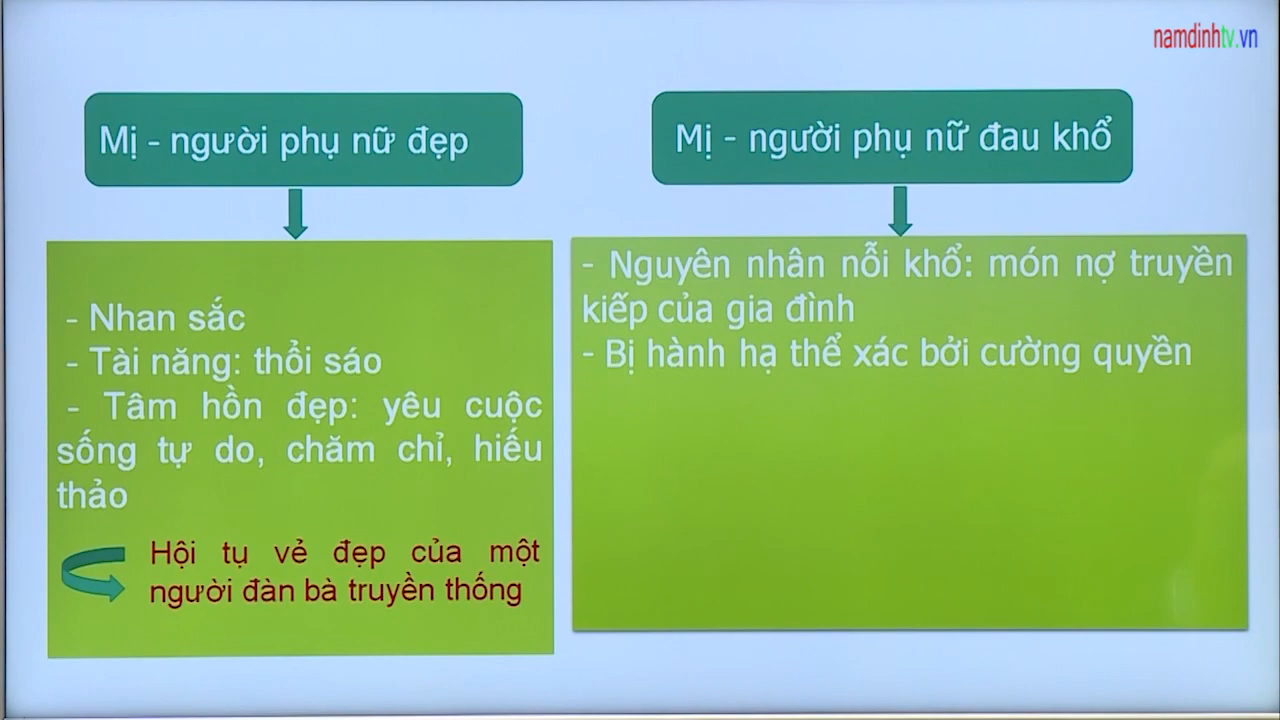 namdinhtv.vn
Mị - người phụ nữ đẹp
- Nhan sắc
- Tài năng: thổi sáo
- Tâm hồn đẹp: yêu cuộc
sống tự do, chăm chỉ, hiếu
thảo
Hội tụ vẻ đẹp của một
người đàn bà truyền thống
Mị - người phụ nữ đau khổ
- Nguyên nhân nỗi khổ: món nợ truyền
kiếp của gia đình
- Bị hành hạ thể xác bởi cường quyền